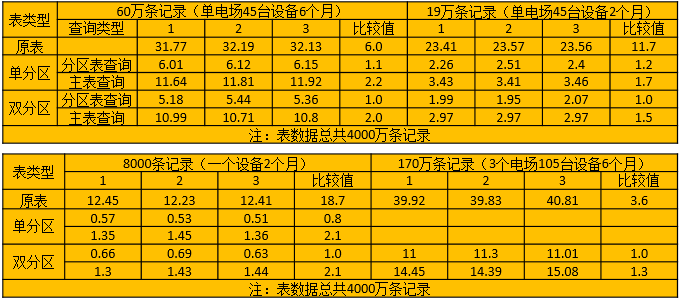 表类型 60万条记录（单电场45台设备6个月） 19万条记录（单电场45台设备2个月）
查询类型 1 2 3 比较值 1 2 3 比较值
原表 31.77 32.19 32.13 6.0 23.41 23.57 23.56 11.7
单分区 分区表查询 6.01 6.12 6.15 1.1 2.26 2.51 2.4 1.2
主表查询 11.64 11.81 11.92 2.2 3.43 3.41 3.46 1.7
双分区 分区表查询 5.18 5.44 5.36 1.0 1.99 1.95 2.07 1.0
主表查询 10.99 10.71 10.8 2.0 2.97 2.97 2.97 1.5
注：表数据总共4000万条记录
表类型 8000条记录（一个设备2个月） 170万条记录（3个电场105台设备6个月）
1 2 3 比较值 1 2 3 比较值
原表 12.45 12.23 12.41 18.7 39.92 39.83 40.81 3.6
单分区 0.57 0.53 0.51 0.8
1.35 1.45 1.36 2.1
双分区 0.66 0.69 0.63 1.0 11 11.3 11.01 1.0
1.3 1.43 1.44 2.1 14.45 14.39 15.08 1.3
注：表数据总共4000万条记录